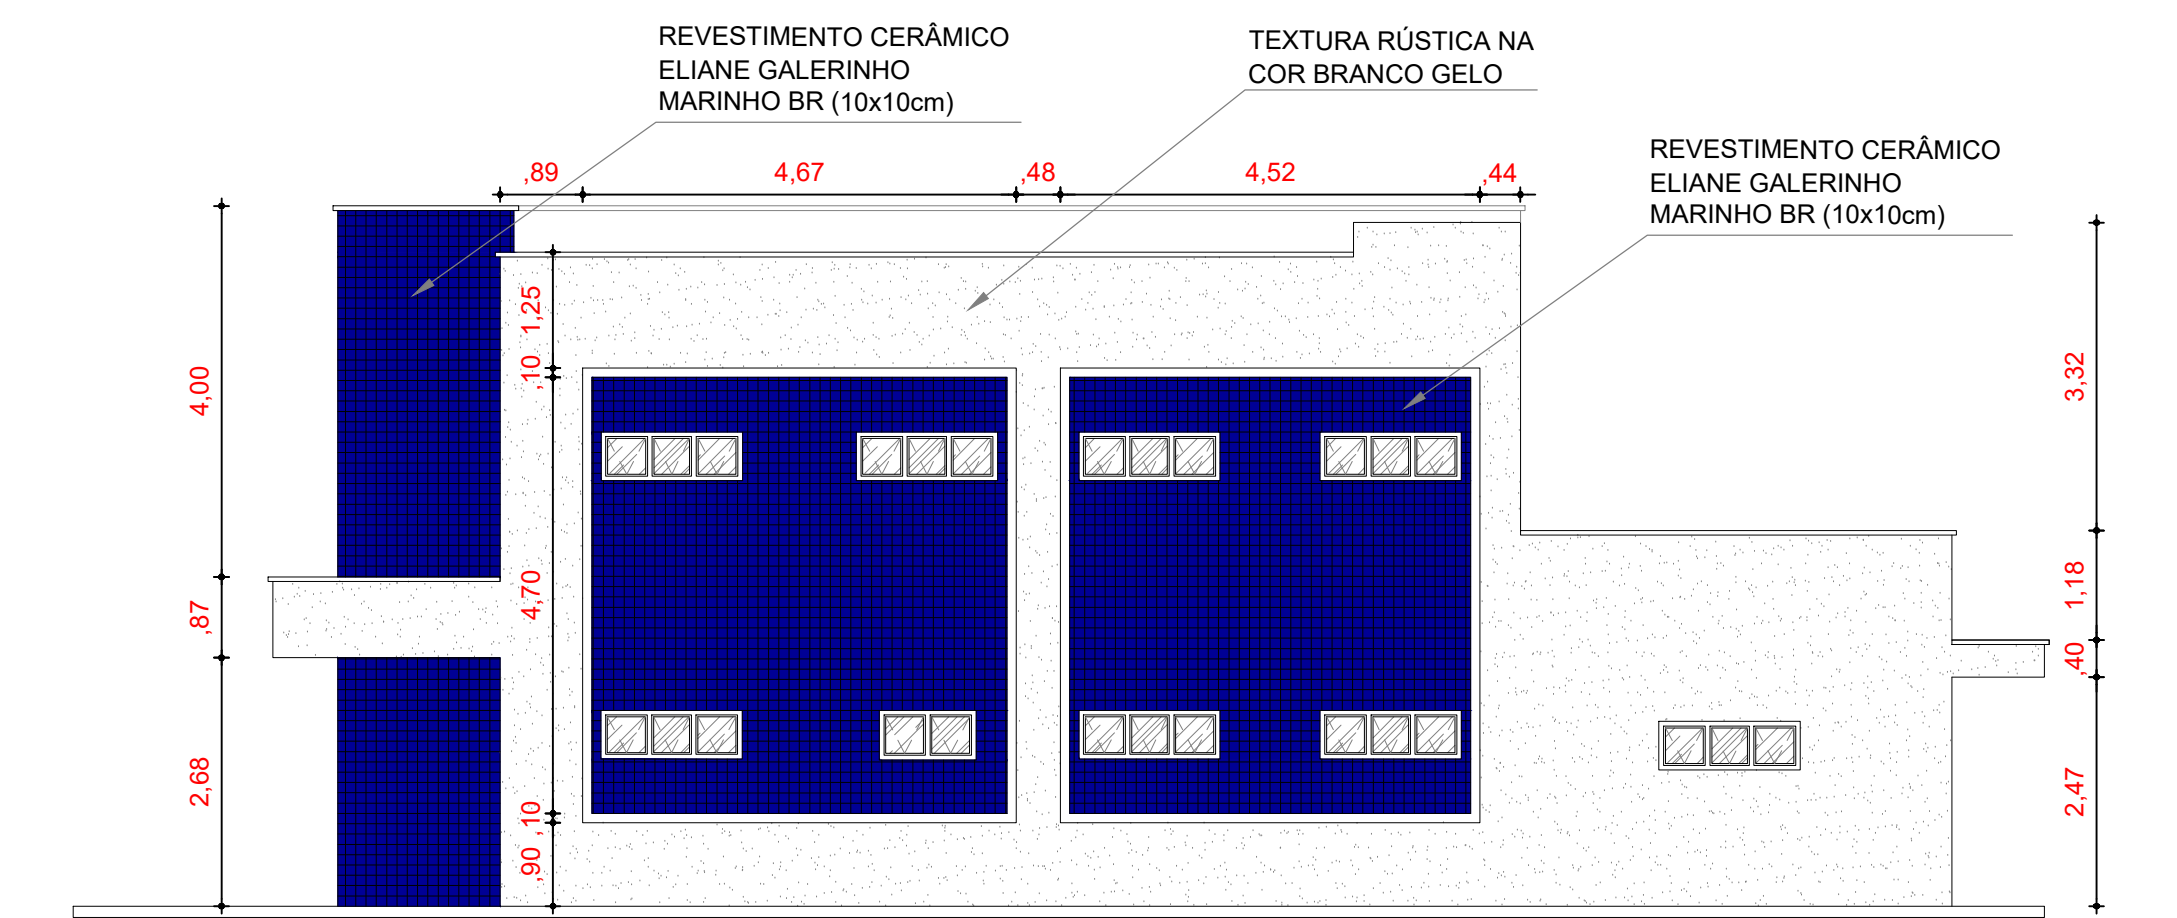 REVESTIMENTO CERÂMICO
ELIANE GALERINHO
MARINHO BR (10x10cm)
TEXTURA RÚSTICA NA
COR BRANCO GELO
REVESTIMENTO CERÂMICO
ELIANE GALERINHO
MARINHO BR (10x10cm)
,89
4,67
,48
4,52
,44
4,00
,87
2,68
1,25
,10
4,70
,10
,90
3,32
1,18
,40
2,47